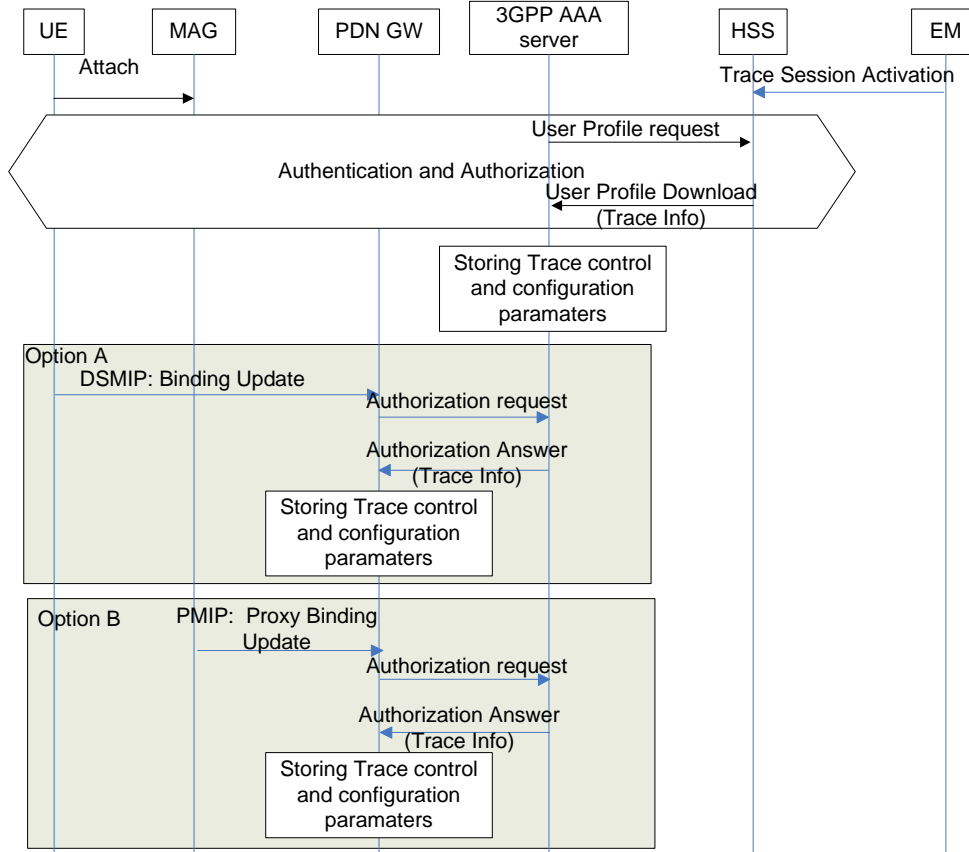 UE
MAG
PDN GW
3GPP AAA
server
HSS
EM
Attach
Trace Session Activation
User Profile request
Authentication and Authorization
User Profile Download
(Trace Info)
Storing Trace control
and configuration
paramaters
Option A
DSMIP: Binding Update
Authorization request
Authorization Answer
(Trace Info)
Storing Trace control
and configuration
paramaters
Option B
PMIP:  Proxy Binding
Update
Authorization request
Authorization Answer
(Trace Info)
Storing Trace control
and configuration
paramaters